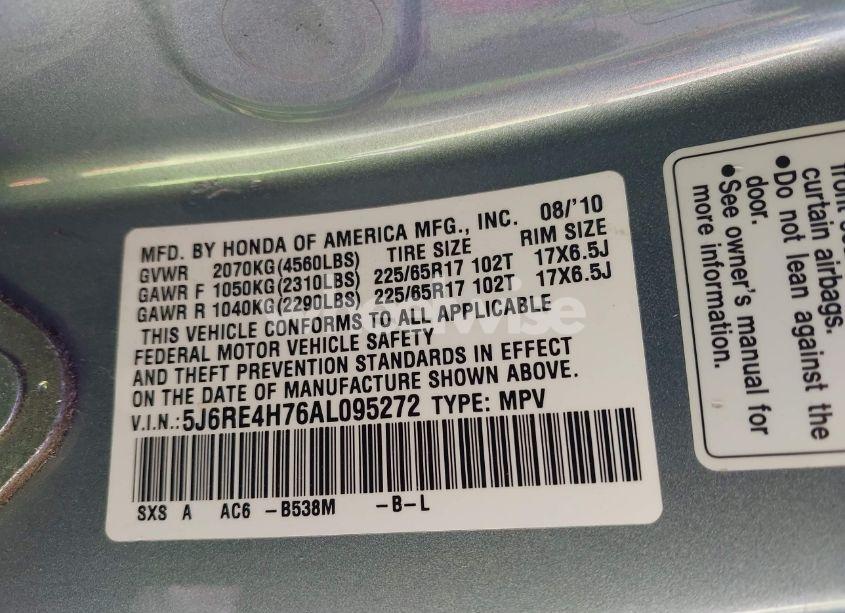 MFD. BY HONDA OF AMERICA MFG., INC. 08/'10
GVWR 2070KG(4560LBS) TIRE SIZE RIM SIZE
GAWR F 1050KG(2310LBS) 225/65R17 102T 17X6.5J
GAWR R 1040KG(2290LBS) 225/65R17 102T 17X6.5J
THIS VEHICLE CONFORMS TO ALL APPLICABLE
FEDERAL MOTOR VEHICLE SAFETY
AND THEFT PREVENTION STANDARDS IN EFFECT
ON THE DATE OF MANUFACTURE SHOWN ABOVE.
V.I.N.:5J6RE4H76AL095272 TYPE: MPV
SXS A AC6 -B538M -B-L
curtain airbags.
•Do not lean against the
door.
•See owner's manual for
more information.